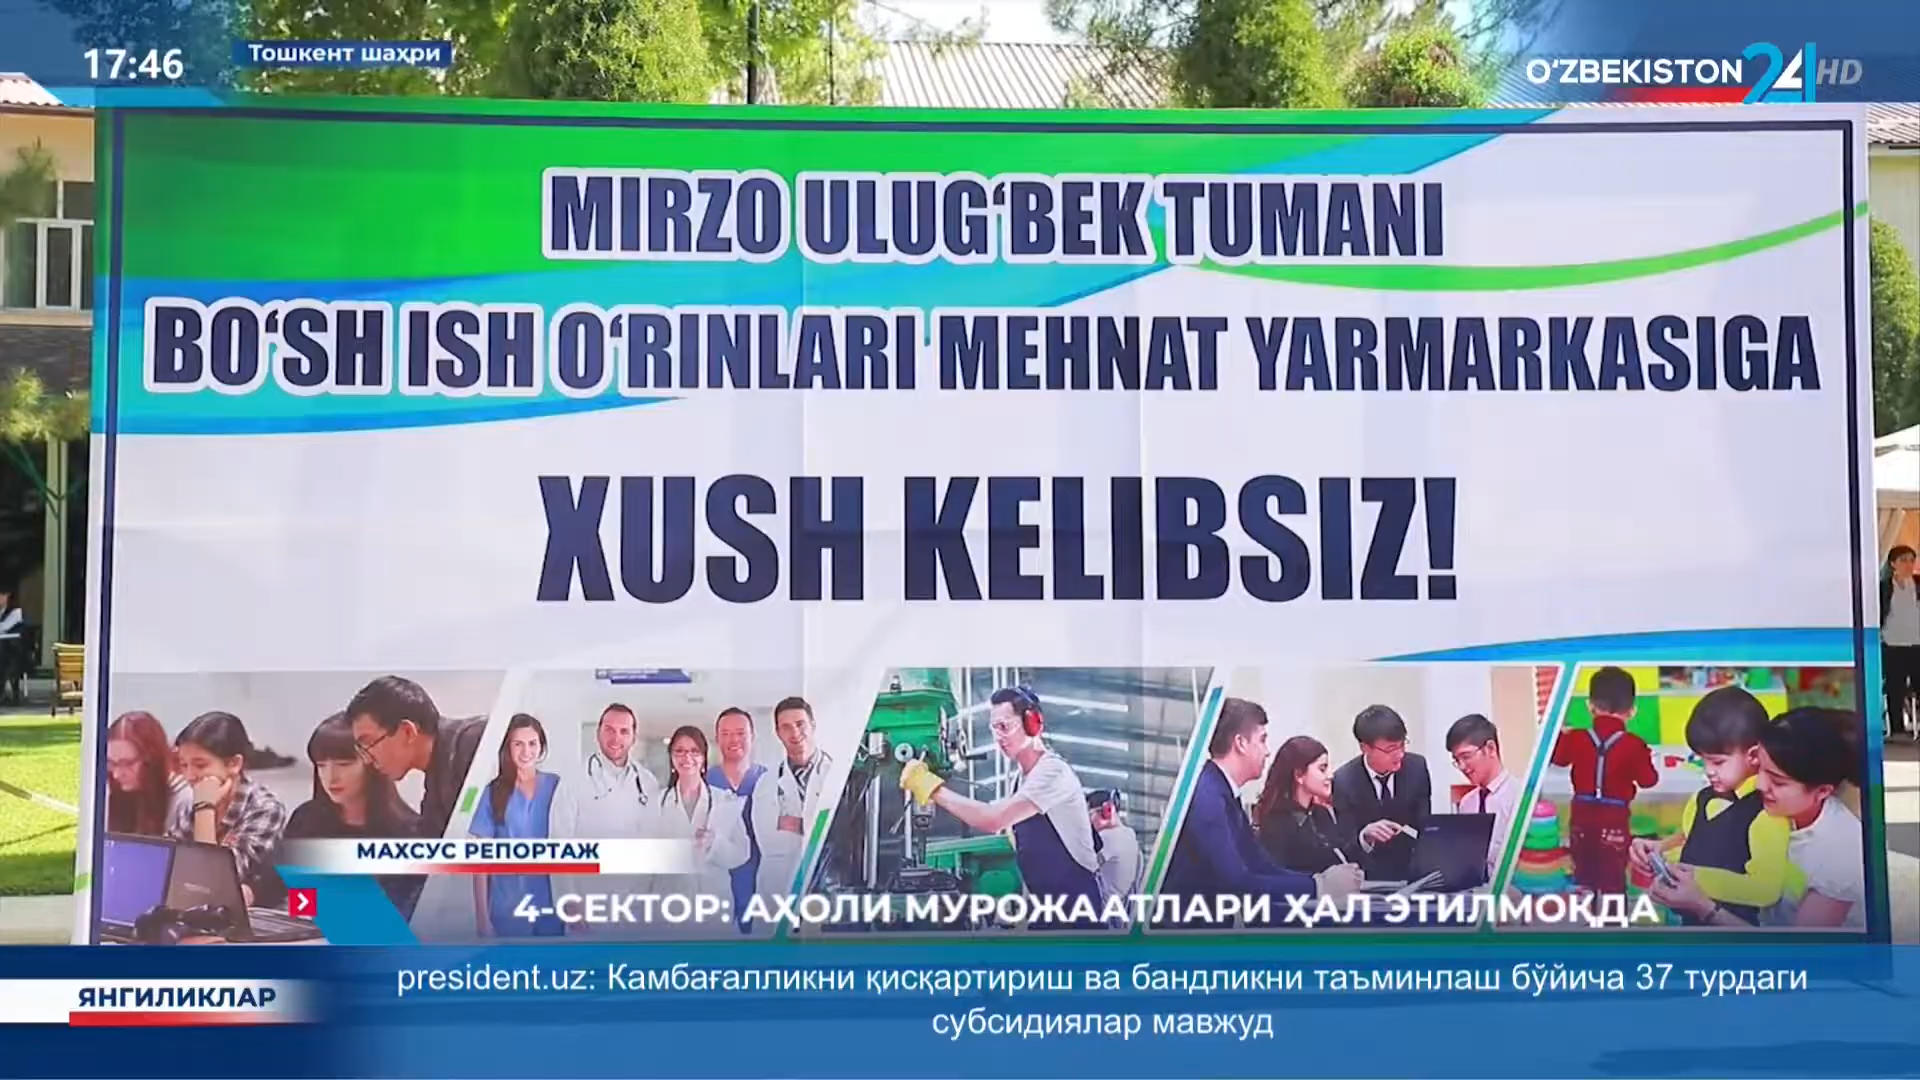 17:46
Тошкент шаҳри
O‘ZBEKISTON 24 HD
MIRZO ULUG‘BEK TUMANI
BO‘SH ISH O‘RINLARI MEHNAT YARMARKASIGA
XUSH KELIBSIZ!
МАХСУС РЕПОРТАЖ
4-СЕКТОР: АҲОЛИ МУРОЖААТЛАРИ ҲАЛ ЭТИЛМОҚДА
ЯНГИЛИКЛАР
president.uz: Камбағалликни қисқартириш ва бандликни таъминлаш бўйича 37 турдаги
субсидиялар мавжуд